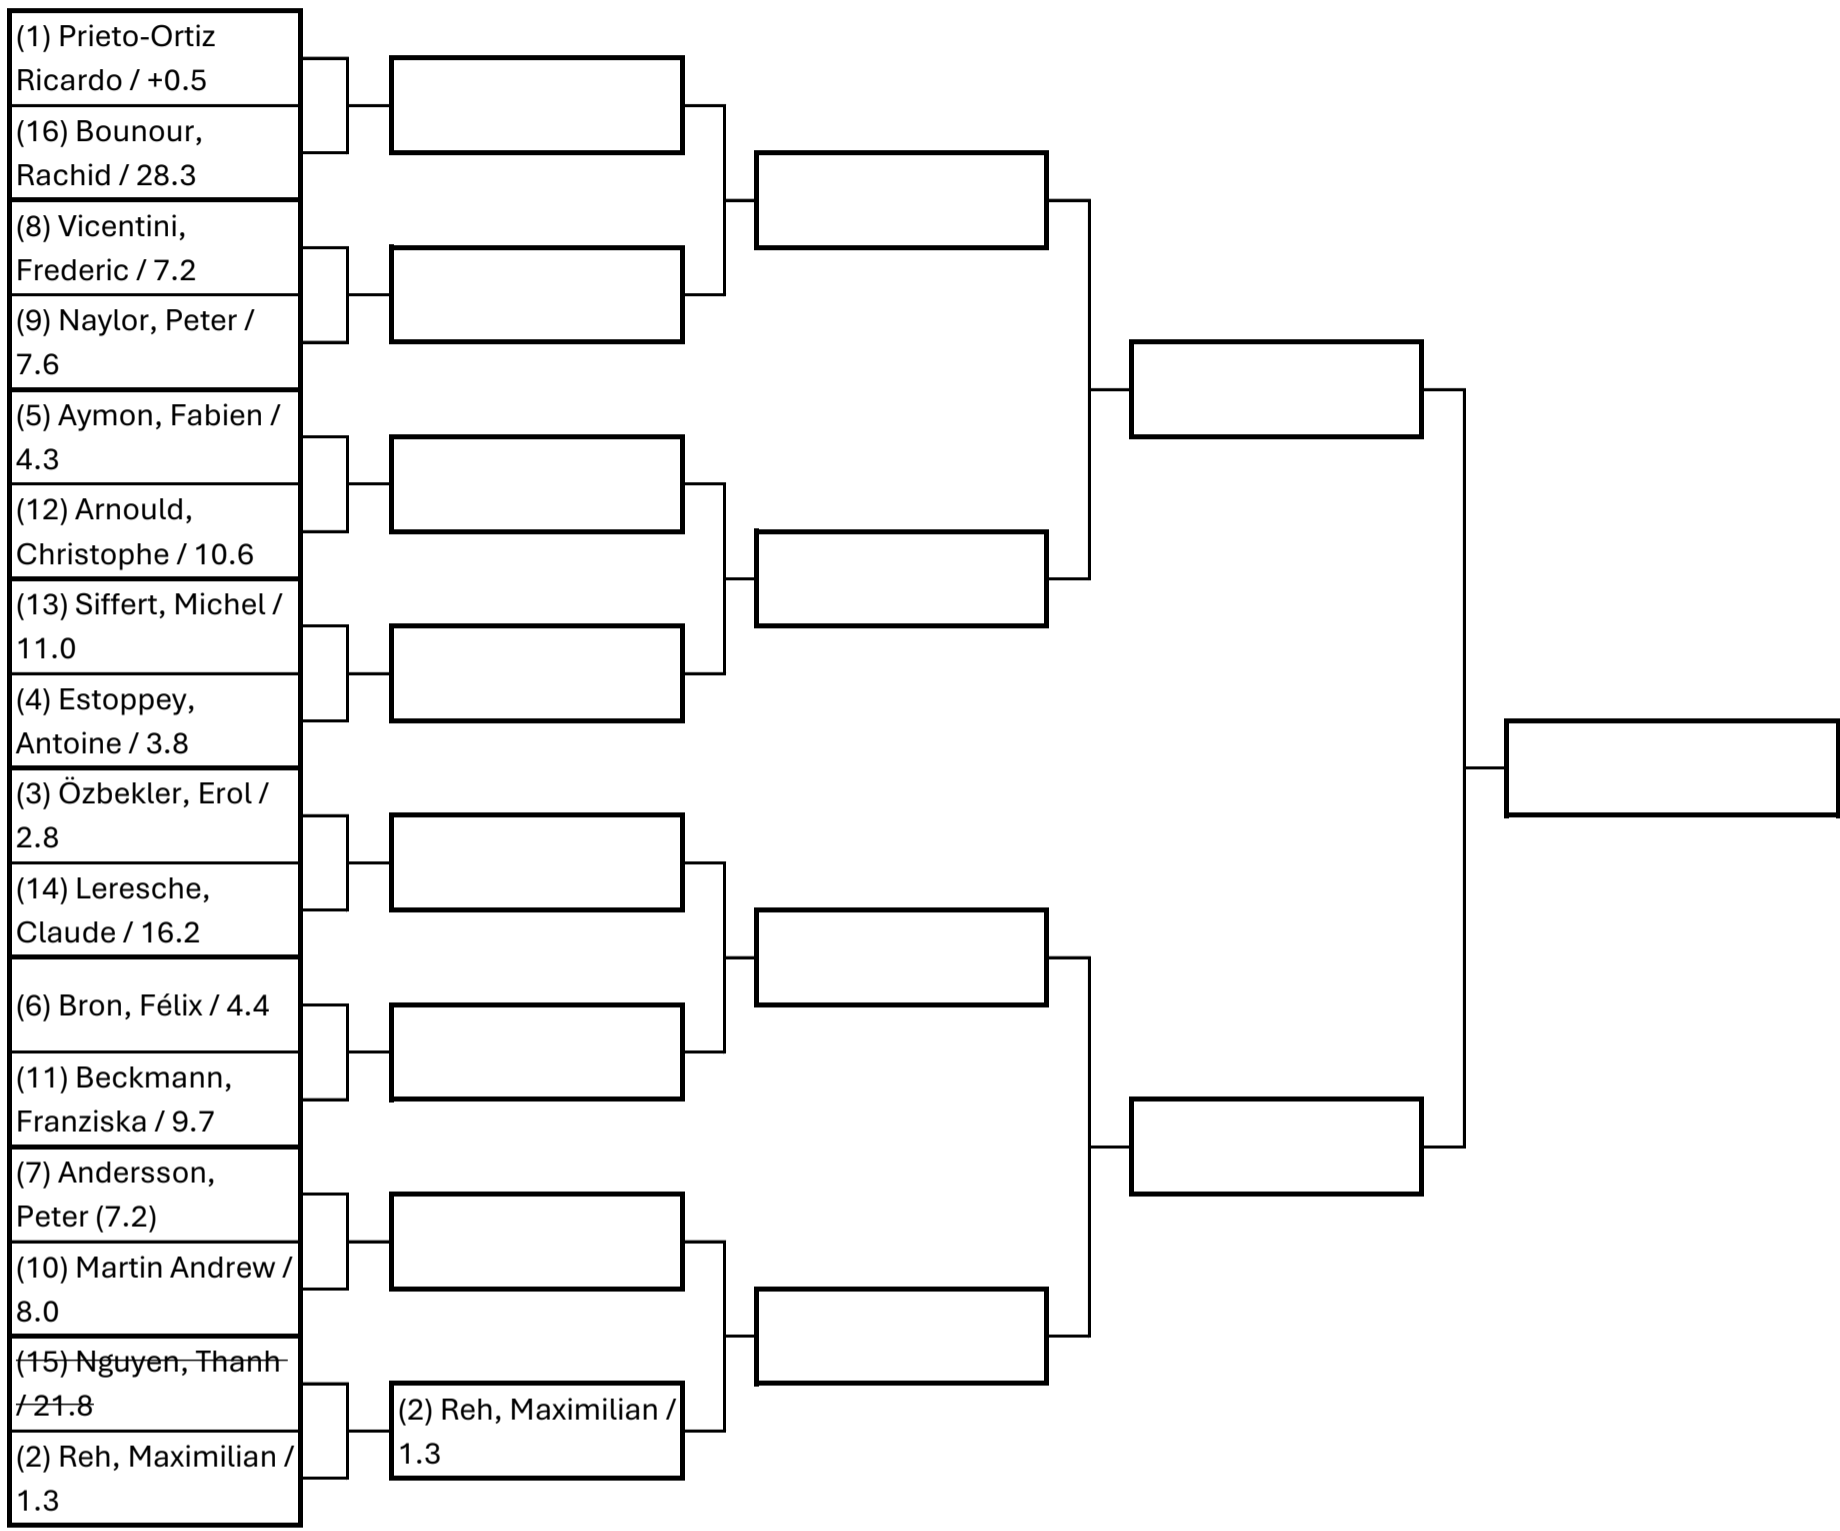 (1) Prieto-Ortiz
Ricardo / +0.5
(16) Bounour,
Rachid / 28.3
(8) Vicentini,
Frederic / 7.2
(9) Naylor, Peter /
7.6
(5) Aymon, Fabien /
4.3
(12) Arnould,
Christophe / 10.6
(13) Siffert, Michel /
11.0
(4) Estoppey,
Antoine / 3.8
(3) Özbekler, Erol /
2.8
(14) Leresche,
Claude / 16.2
(6) Bron, Félix / 4.4
(11) Beckmann,
Franziska / 9.7
(7) Andersson,
Peter (7.2)
(10) Martin Andrew /
8.0
(15) Nguyen, Thanh
/ 21.8
(2) Reh, Maximilian /
1.3
(2) Reh, Maximilian /
1.3